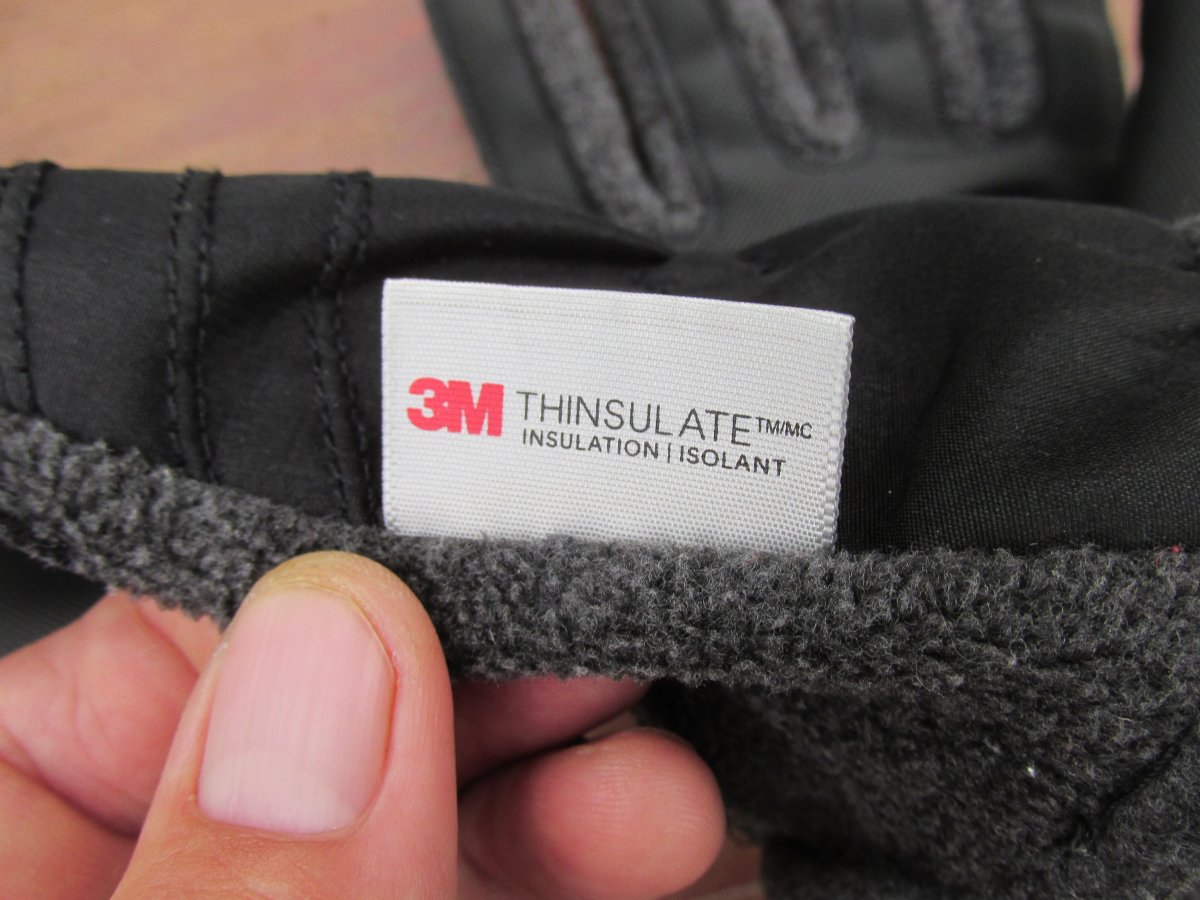 3M THINSULATE™/MC
INSULATION | ISOLANT